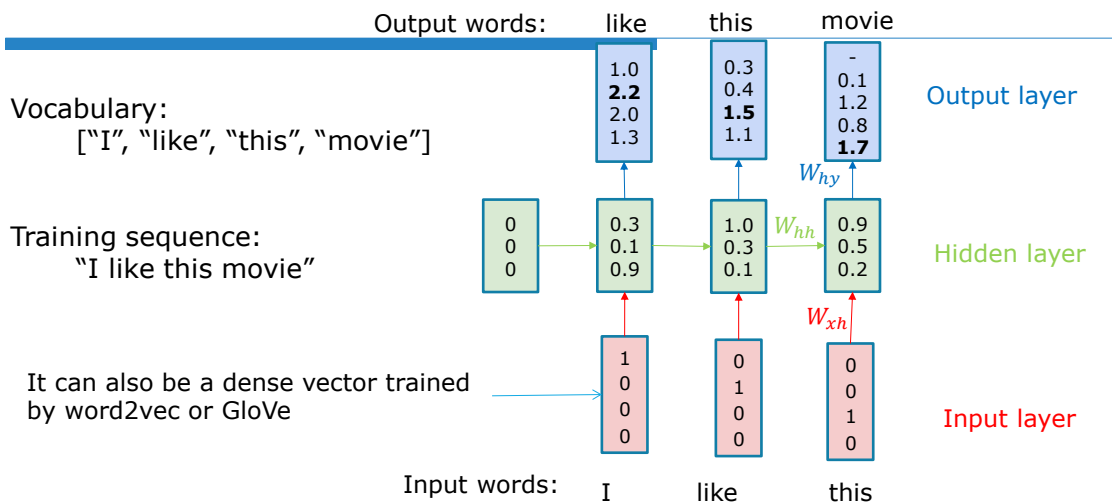 Output words: like this movie
Vocabulary:
["I", "like", "this", "movie"]
1.0
2.2
2.0
1.3
0.3
0.4
1.5
1.1
-
0.1
1.2
0.8
1.7
Output layer
W_hy
Training sequence:
"I like this movie"
0
0
0
0.3
0.1
0.9
1.0
0.3
0.1
W_hh
0.9
0.5
0.2
Hidden layer
W_xh
It can also be a dense vector trained
by word2vec or GloVe
1
0
0
0
0
1
0
0
0
0
1
0
Input layer
Input words: I like this